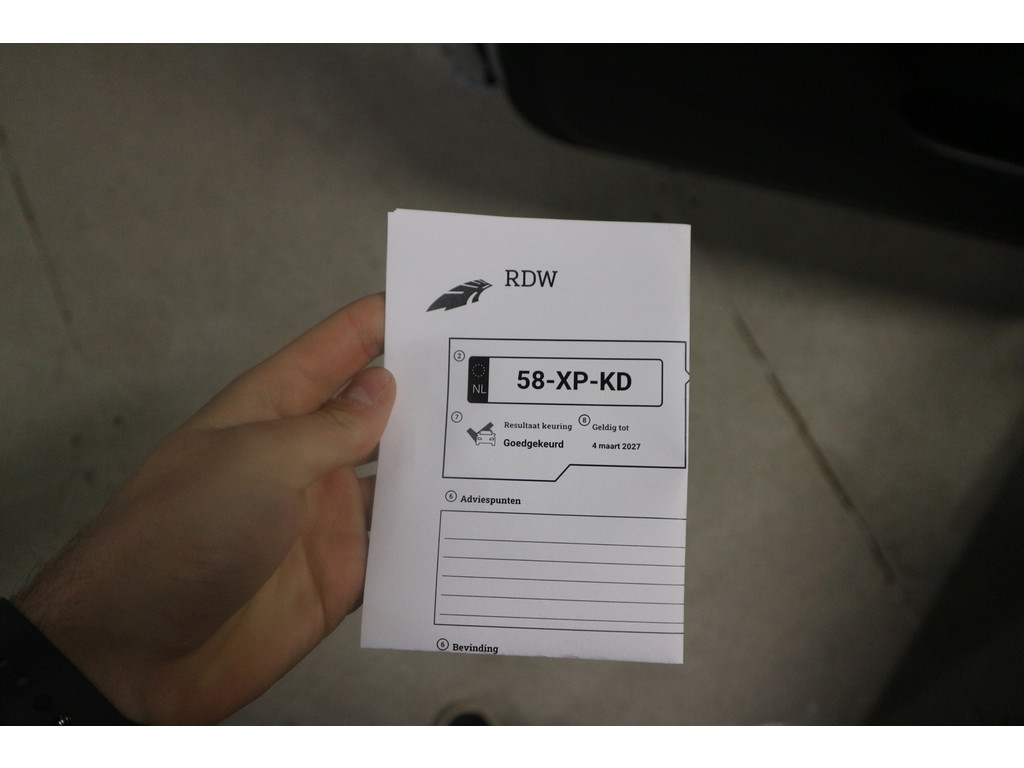 RDW
2
NL 58-XP-KD
7 Resultaat keuring 8 Geldig tot
Goedgekeurd 4 maart 2027
6 Adviespunten
6 Bevinding